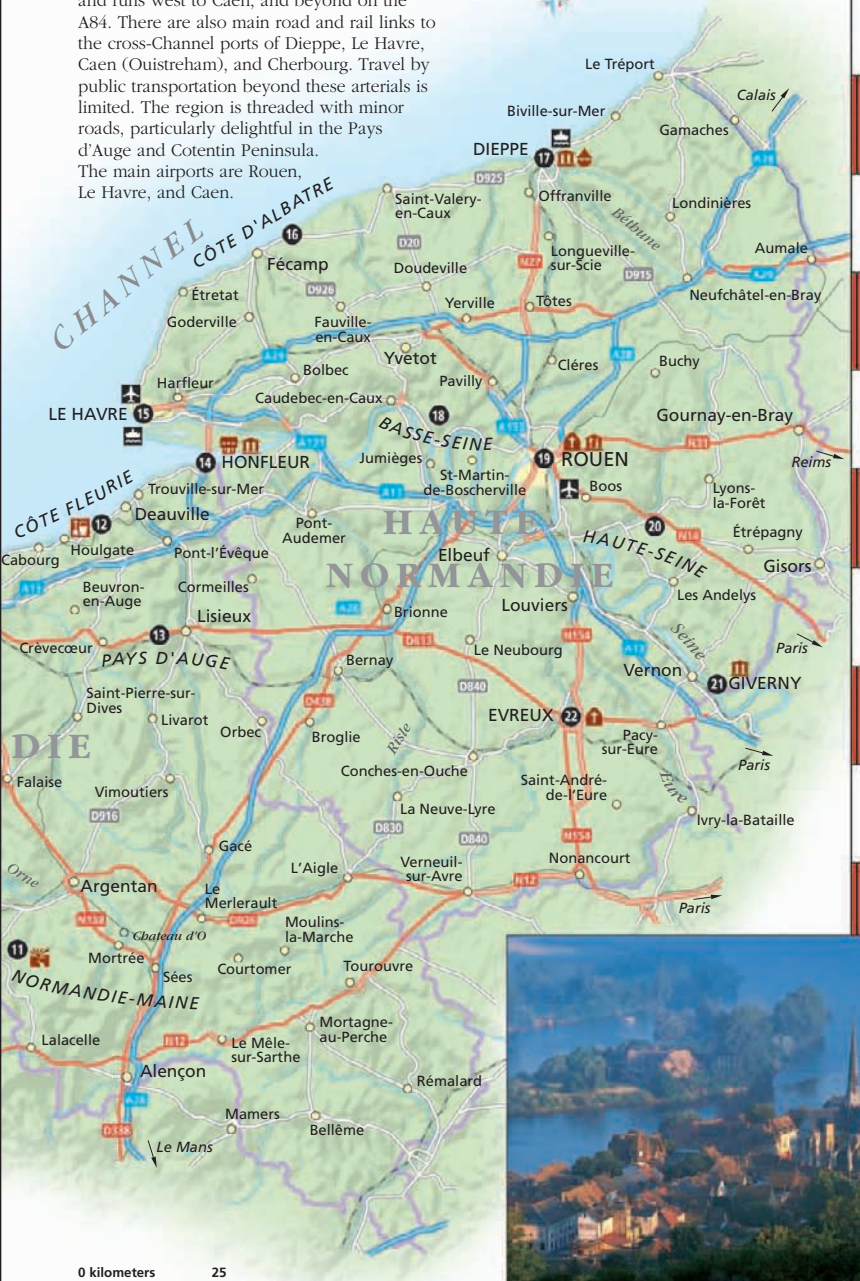 and runs west to Caen, and beyond on the
A84. There are also main road and rail links to
the cross-Channel ports of Dieppe, Le Havre,
Caen (Ouistreham), and Cherbourg. Travel by
public transportation beyond these arterials is
limited. The region is threaded with minor
roads, particularly delightful in the Pays
d'Auge and Cotentin Peninsula.
The main airports are Rouen,
Le Havre, and Caen.
Le Tréport
Calais
Biville-sur-Mer
Gamaches
DIEPPE
17
A28
D925
Offranville
Saint-Valery-
en-Caux
Londinières
Béthune
CÔTE D'ALBATRE
16
CHANNEL
D20
Longueville-
sur-Scie
Aumale
Fécamp
N27
Doudeville
D915
A29
Neufchâtel-en-Bray
Étretat
D926
Yerville
Tôtes
Goderville
Fauville-
en-Caux
A29
Yvetot
A28
Cléres
Buchy
Bolbec
Pavilly
Harfleur
Caudebec-en-Caux
LE HAVRE
15
18
BASSE-SEINE
Gournay-en-Bray
A131
N31
14
HONFLEUR
Jumièges
19
ROUEN
Reims
St-Martin-
de-Boscherville
CÔTE FLEURIE
Trouville-sur-Mer
A13
Boos
Lyons-
la-Forêt
12
Deauville
Pont-
Audemer
HAUTE
NORMANDIE
20
HAUTE-SEINE
N14
Étrépagny
Cabourg
Houlgate
Pont-l'Évêque
Elbeuf
Gisors
A13
Beuvron-
en-Auge
Cormeilles
Les Andelys
Louviers
A28
Brionne
Lisieux
13
Crèvecœur
PAYS D'AUGE
D613
N154
A13
Seine
Paris
Le Neubourg
Bernay
Vernon
21
GIVERNY
D840
Saint-Pierre-sur-
Dives
D438
Livarot
Orbec
Broglie
Risle
EVREUX
22
Pacy-
sur-Eure
DIE
Paris
Conches-en-Ouche
Falaise
Vimoutiers
Saint-André-
de-l'Eure
Eure
D916
La Neuve-Lyre
Ivry-la-Bataille
D830
D840
N154
Gacé
Nonancourt
L'Aigle
Verneuil-
sur-Avre
Orne
Argentan
N12
Le
Merlerault
Paris
N158
D926
Moulins-
la-Marche
Chateau d'O
11
Mortrée
Courtomer
Sées
Tourouvre
NORMANDIE-MAINE
Mortagne-
au-Perche
Lalacelle
N12
Le Mêle-
sur-Sarthe
Alençon
Rémalard
A28
Mamers
Bellême
D338
Le Mans
0 kilometers 25